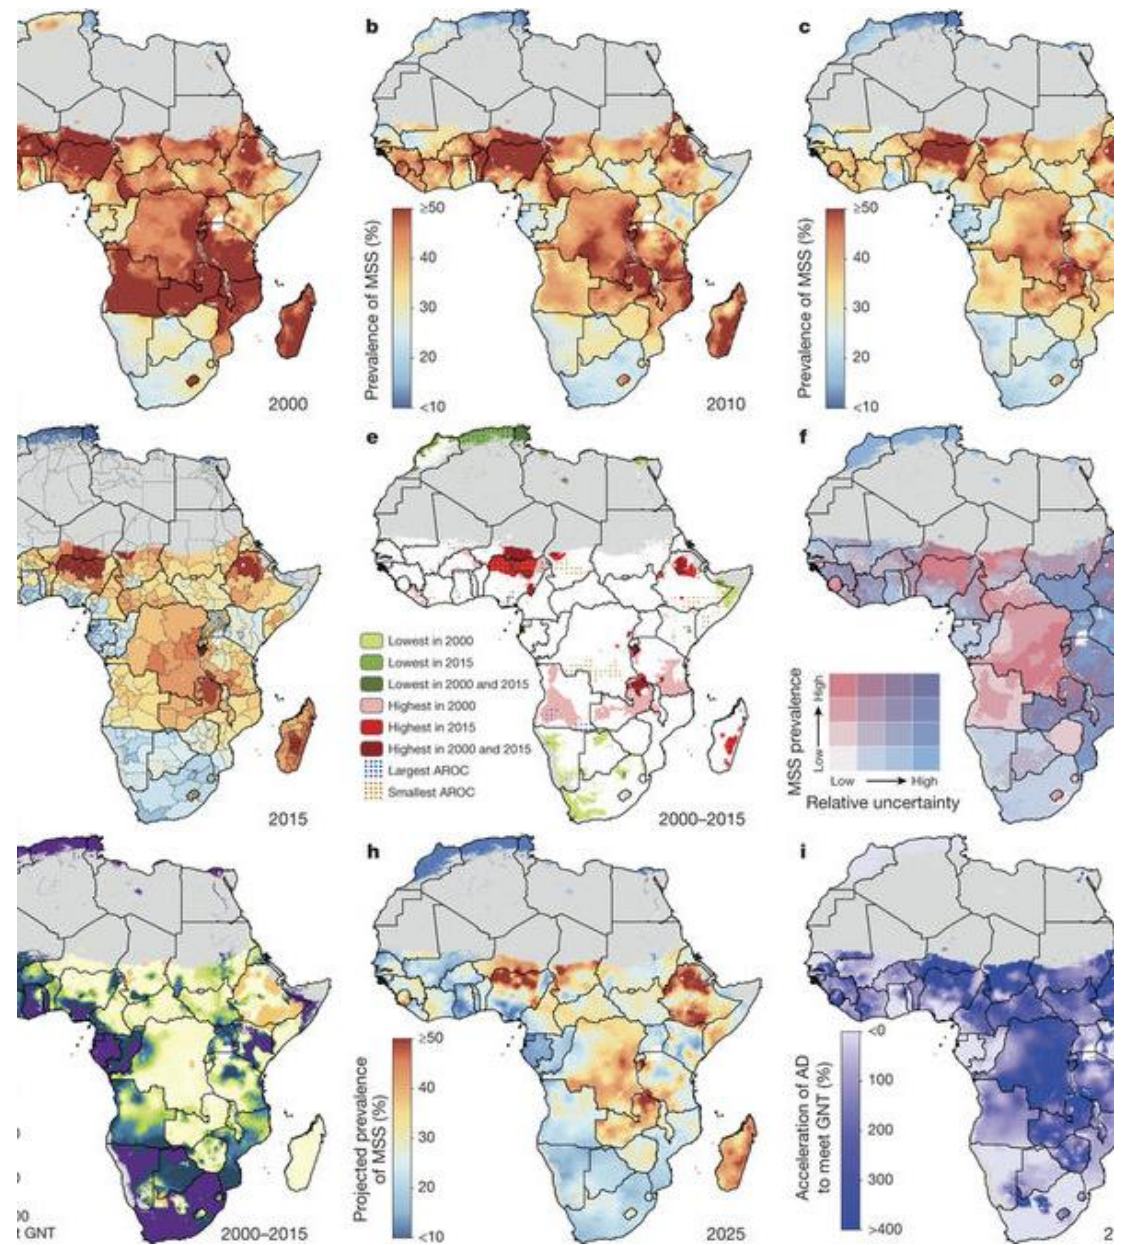 b
c
Prevalence of MSS (%)
≥50
40
30
20
<10
Prevalence of MSS (%)
≥50
40
30
20
<10
2000
2010
e
f
Lowest in 2000
Lowest in 2015
Lowest in 2000 and 2015
Highest in 2000
Highest in 2015
Highest in 2000 and 2015
Largest AROC
Smallest AROC
MSS prevalence
Low
High
Low
High
Relative uncertainty
2015
2000–2015
h
i
Projected prevalence
of MSS (%)
≥50
40
30
20
<10
Acceleration of AD
to meet GNT (%)
<0
100
200
300
>400
00
t GNT
2000–2015
2025
2